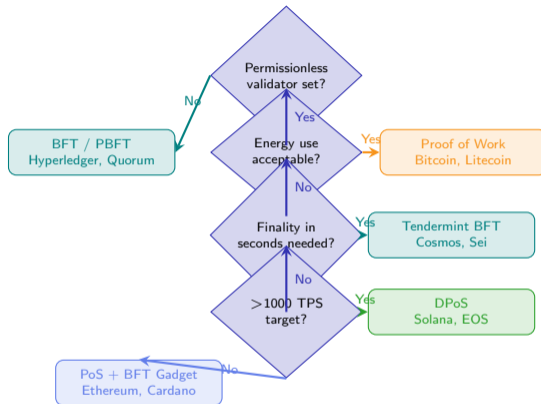 Permissionless
validator set?
No
Yes
BFT / PBFT
Hyperledger, Quorum
Energy use
acceptable?
Yes
Proof of Work
Bitcoin, Litecoin
No
Finality in
seconds needed?
Yes
Tendermint BFT
Cosmos, Sei
No
>1000 TPS
target?
Yes
DPoS
Solana, EOS
No
PoS + BFT Gadget
Ethereum, Cardano